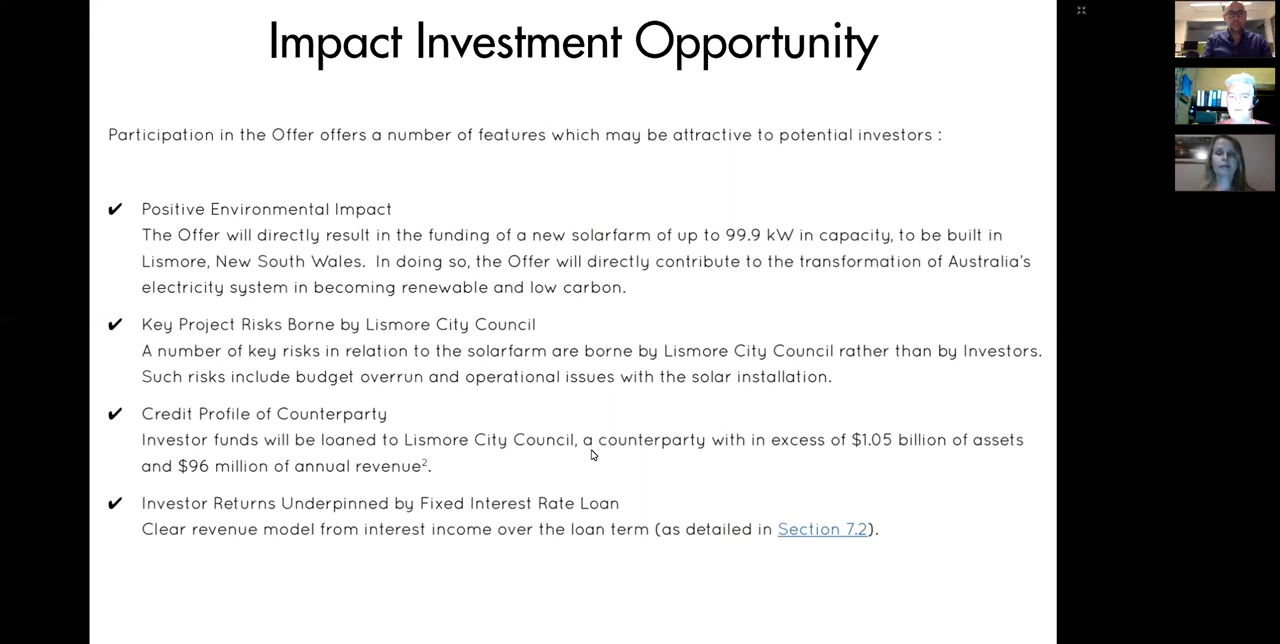 Impact Investment Opportunity
Participation in the Offer offers a number of features which may be attractive to potential investors :
✔ Positive Environmental Impact
The Offer will directly result in the funding of a new solarfarm of up to 99.9 kW in capacity, to be built in
Lismore, New South Wales. In doing so, the Offer will directly contribute to the transformation of Australia's
electricity system in becoming renewable and low carbon.
✔ Key Project Risks Borne by Lismore City Council
A number of key risks in relation to the solarfarm are borne by Lismore City Council rather than by Investors.
Such risks include budget overrun and operational issues with the solar installation.
✔ Credit Profile of Counterparty
Investor funds will be loaned to Lismore City Council, a counterparty with in excess of $1.05 billion of assets
and $96 million of annual revenue².
✔ Investor Returns Underpinned by Fixed Interest Rate Loan
Clear revenue model from interest income over the loan term (as detailed in Section 7.2).